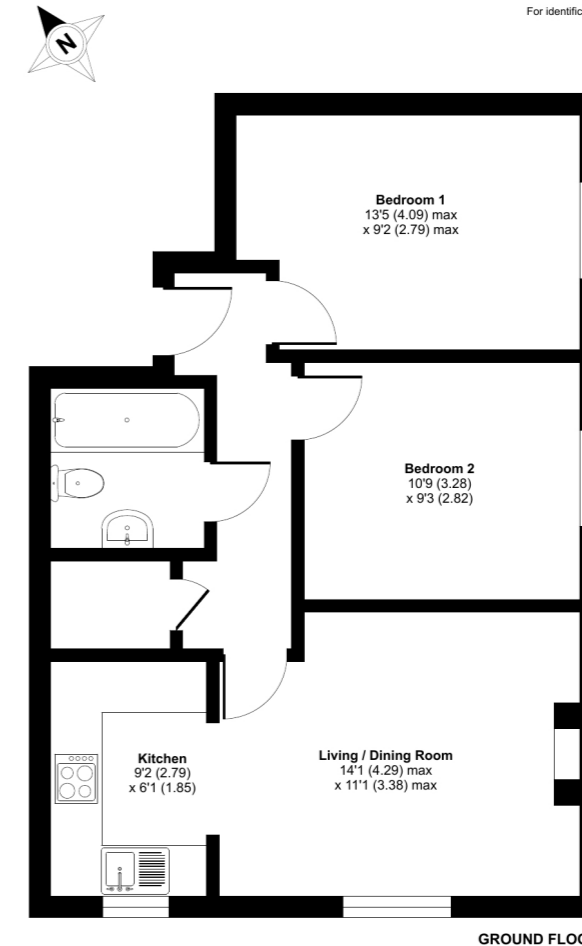 For identific
N
Bedroom 1
13'5 (4.09) max
x 9'2 (2.79) max
Bedroom 2
10'9 (3.28)
x 9'3 (2.82)
Kitchen
9'2 (2.79)
x 6'1 (1.85)
Living / Dining Room
14'1 (4.29) max
x 11'1 (3.38) max
GROUND FLOO